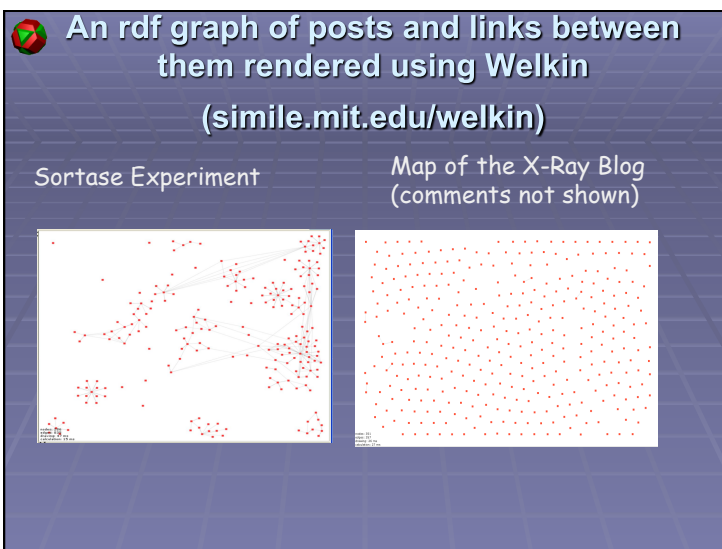 An rdf graph of posts and links between
them rendered using Welkin
(simile.mit.edu/welkin)
Sortase Experiment
Map of the X-Ray Blog
(comments not shown)